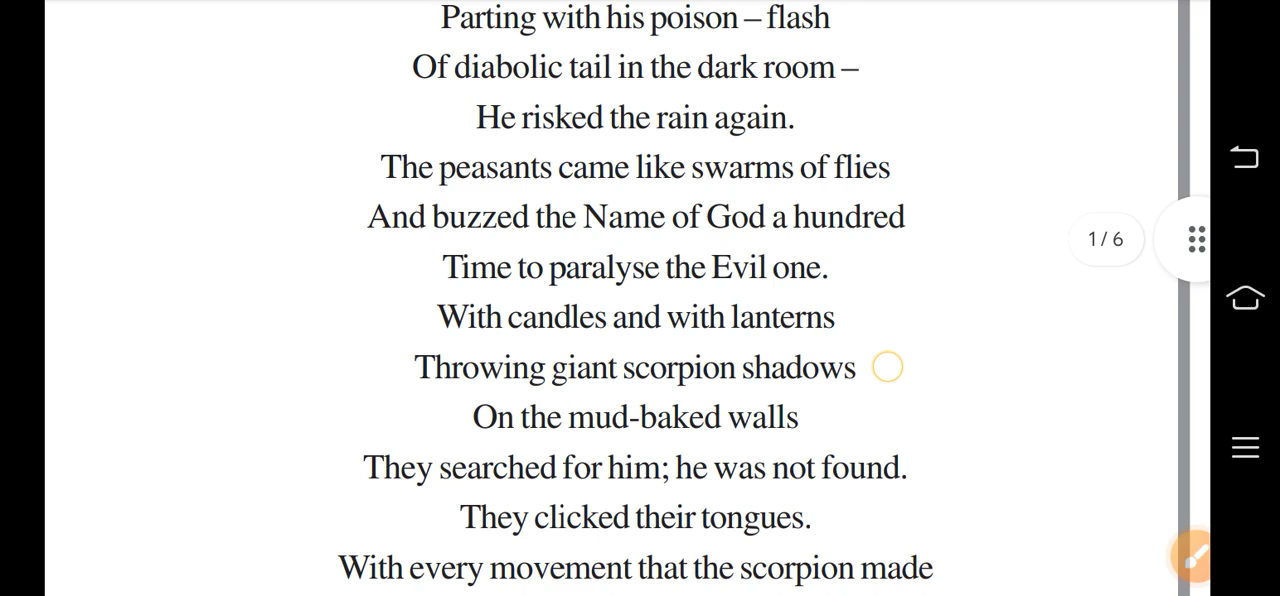 Parting with his poison – flash
Of diabolic tail in the dark room –
He risked the rain again.
The peasants came like swarms of flies
And buzzed the Name of God a hundred
Time to paralyse the Evil one.
With candles and with lanterns
Throwing giant scorpion shadows
On the mud-baked walls
They searched for him; he was not found.
They clicked their tongues.
With every movement that the scorpion made
1 / 6